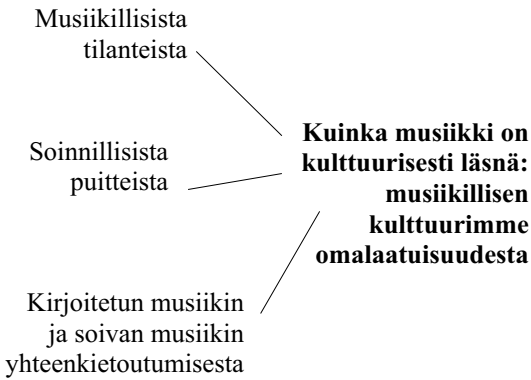 Musiikillisista
tilanteista
Soinnillisista
puitteista
Kirjoitetun musiikin
ja soivan musiikin
yhteenkietoutumisesta
Kuinka musiikki on
kulttuurisesti läsnä:
musiikillisen
kulttuurimme
omalaatuisuudesta